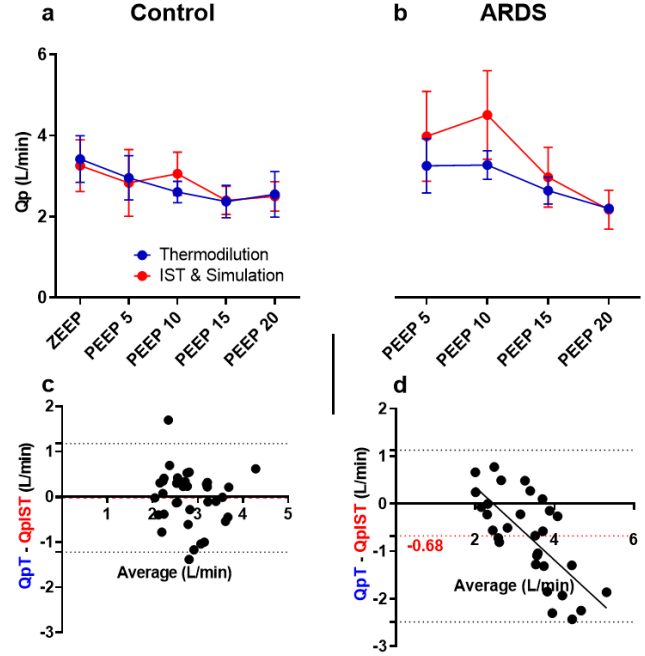 a Control
b ARDS
Qp (L/min)
6
4
2
0
Thermodilution
IST & Simulation
ZEEP
PEEP 5
PEEP 10
PEEP 15
PEEP 20
PEEP 5
PEEP 10
PEEP 15
PEEP 20
c
QpT - QpIST (L/min)
2
1
0
-1
-2
-3
1 2 3 4 5
Average (L/min)
d
QpT - QpIST (L/min)
2
1
0
-1
-2
-3
2 4 6
-0.68
Average (L/min)